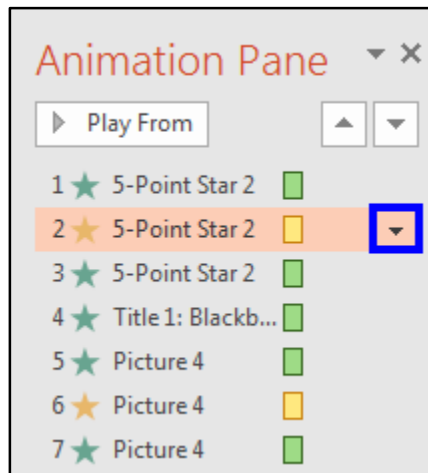 Animation Pane
Play From
1 5-Point Star 2
2 5-Point Star 2
3 5-Point Star 2
4 Title 1: Blackb...
5 Picture 4
6 Picture 4
7 Picture 4